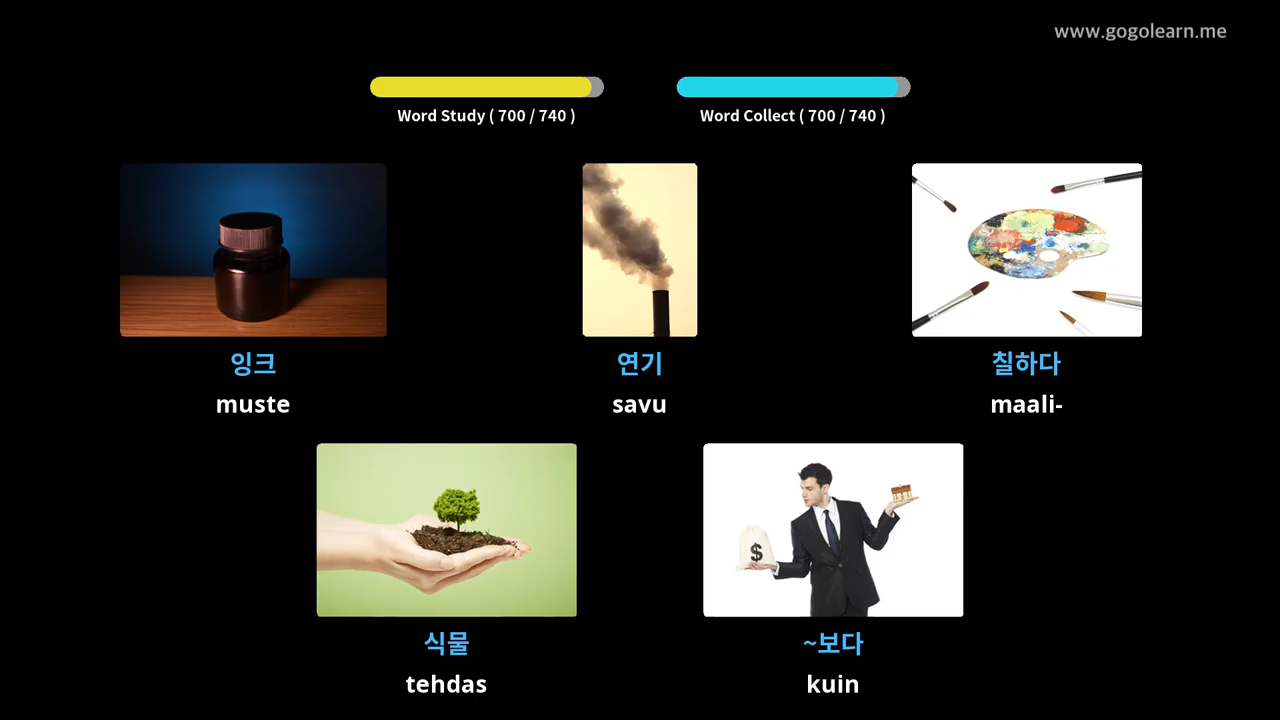 www.gogolearn.me
Word Study ( 700 / 740 )
Word Collect ( 700 / 740 )
잉크
연기
칠하다
muste
savu
maali-
$
식물
~보다
tehdas
kuin